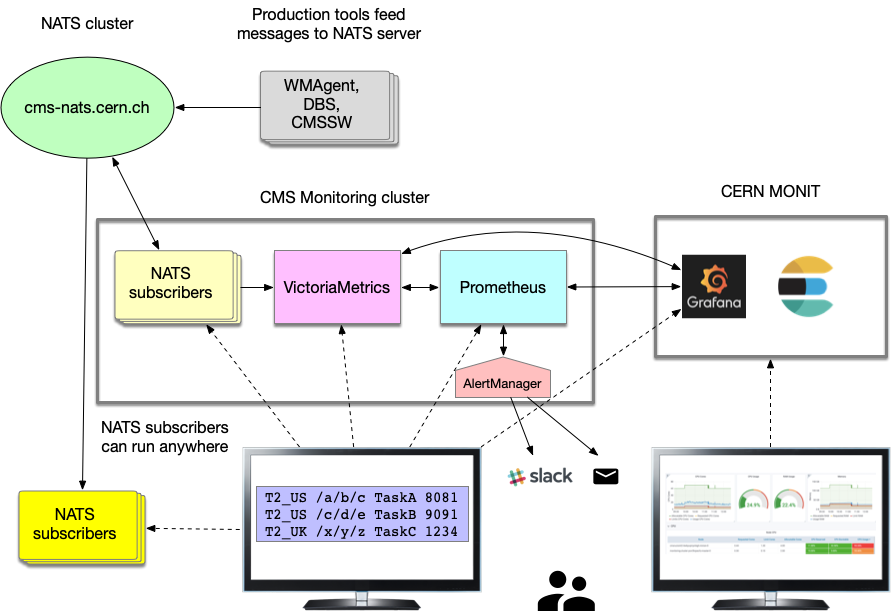 NATS cluster
Production tools feed
messages to NATS server
cms-nats.cern.ch
WMAgent,
DBS,
CMSSW
CMS Monitoring cluster
CERN MONIT
NATS
subscribers
VictoriaMetrics
Prometheus
Grafana
AlertManager
NATS subscribers
can run anywhere
slack
NATS
subscribers
T2_US /a/b/c TaskA 8081
T2_US /c/d/e TaskB 9091
T2_UK /x/y/z TaskC 1234
24.9%